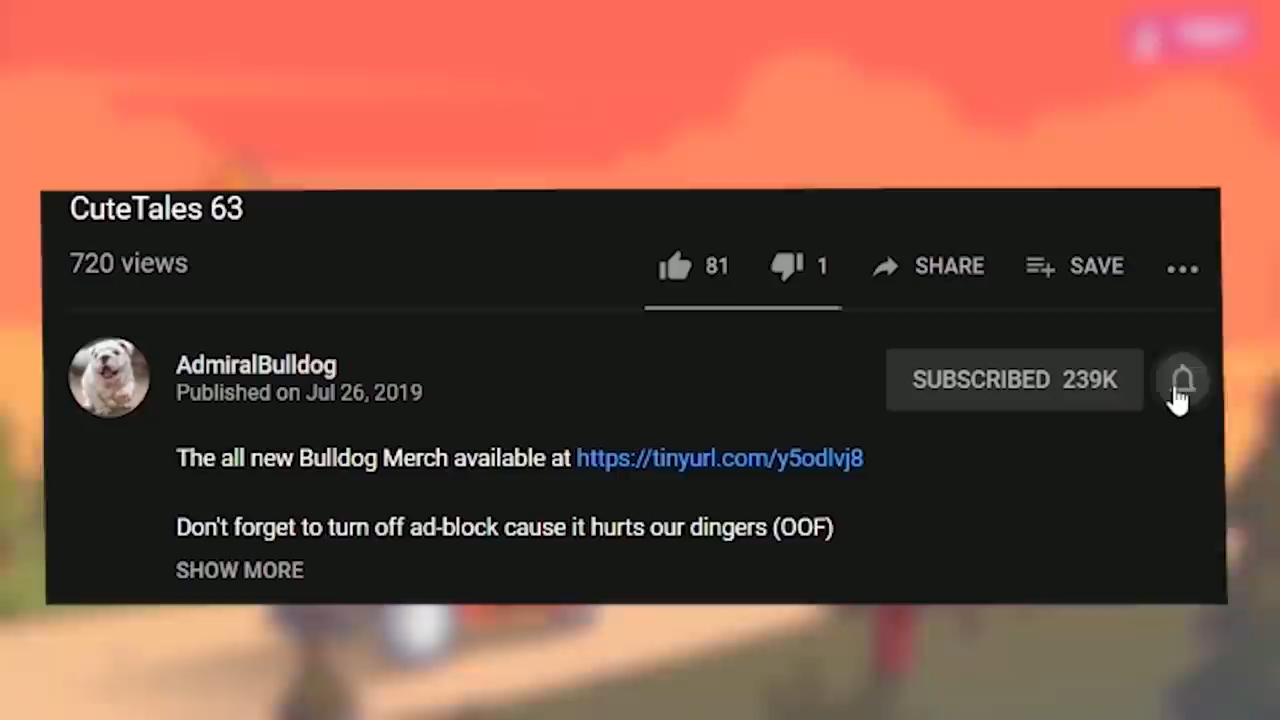 CuteTales 63
720 views
81
1
SHARE
SAVE
AdmiralBulldog
Published on Jul 26, 2019
SUBSCRIBED 239K
The all new Bulldog Merch available at https://tinyurl.com/y5odlvj8
Don't forget to turn off ad-block cause it hurts our dingers (OOF)
SHOW MORE